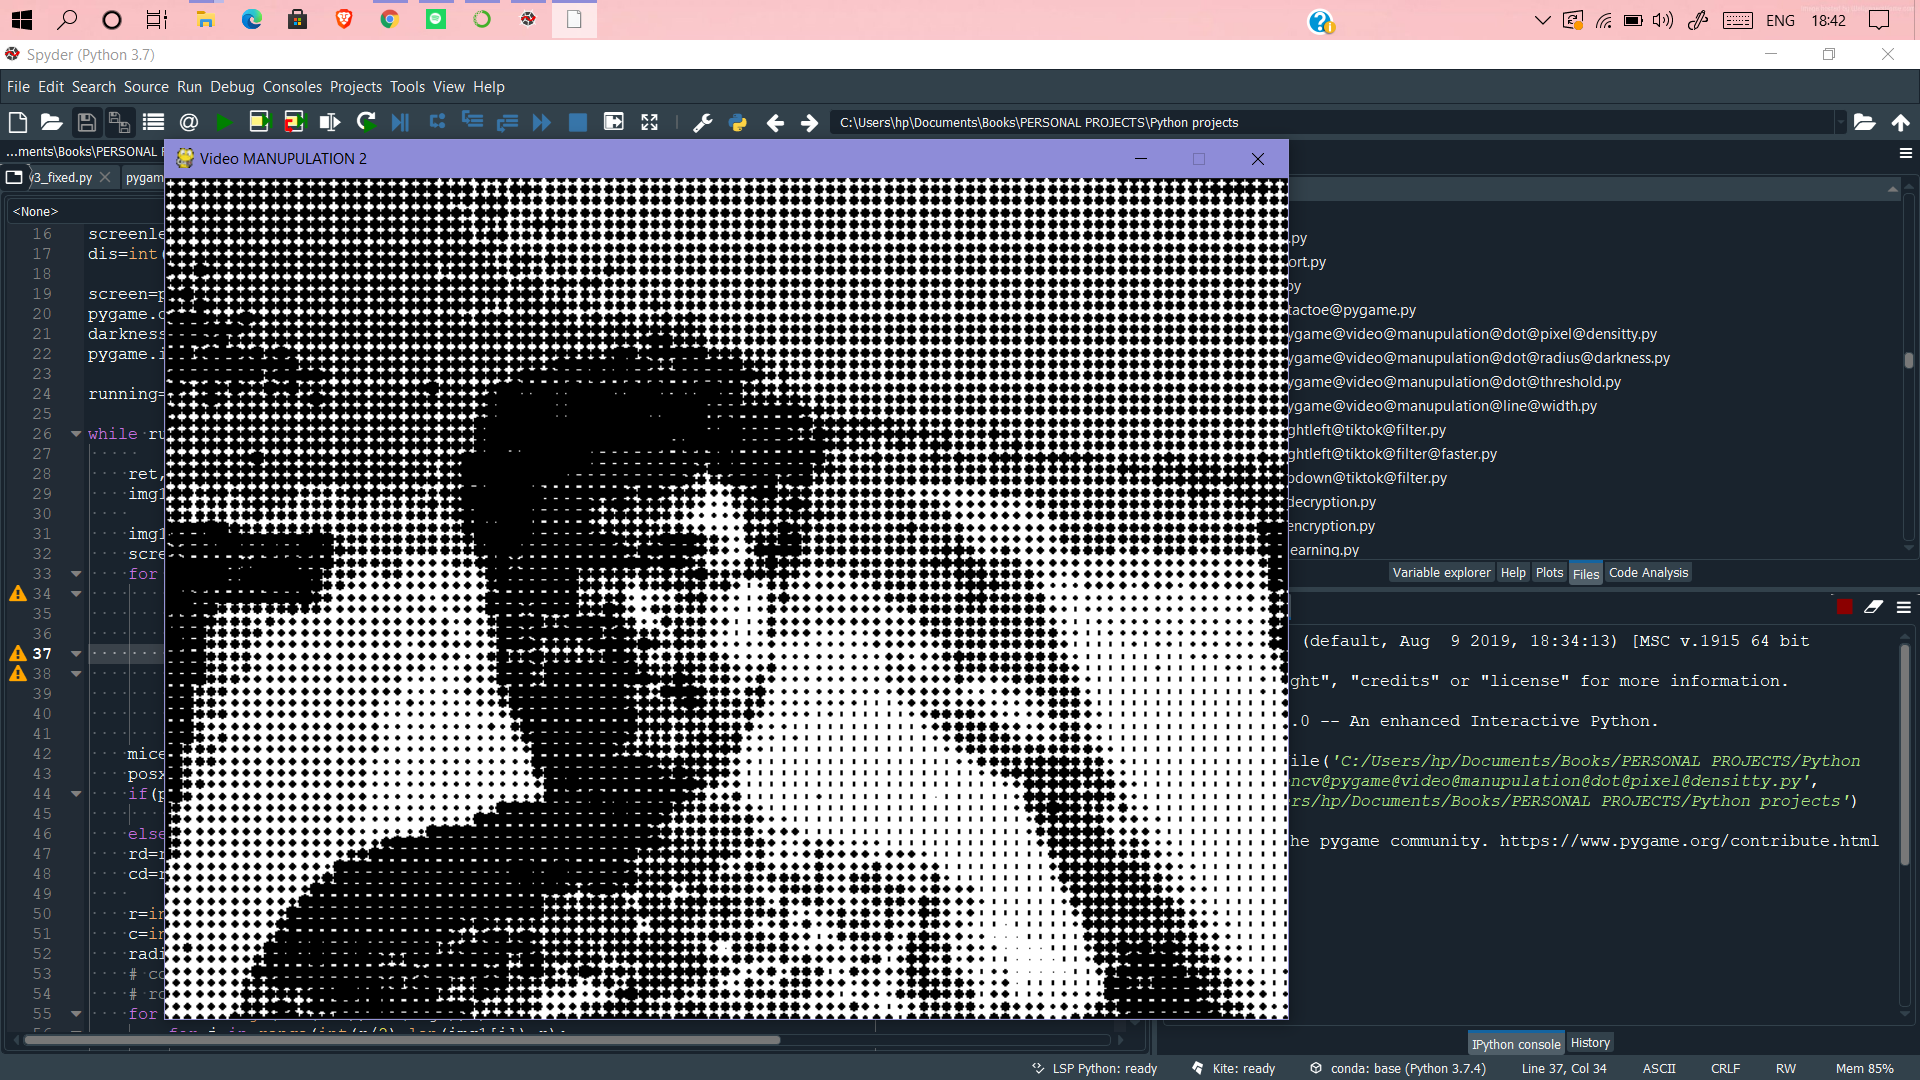 ENG 18:42
Spyder (Python 3.7)
File Edit Search Source Run Debug Consoles Projects Tools View Help
C:\Users\hp\Documents\Books\PERSONAL PROJECTS\Python projects
...ments\Books\PERSONAL
Video MANUPULATION 2
v3_fixed.py pygam
<None>
16 screenle
17 dis=int(
18
19 screen=p
20 pygame.
21 darkness
22 pygame.i
23
24 running=
25
26 while ru
27
28 ret,
29 img1
30
31 img1
32 scre
33 for
34
35
36
37
38
39
40
41
42 mice
43 posx
44 if(p
45
46 else
47 rd=r
48 cd=r
49
50 r=in
51 c=in
52 radi
53 # co
54 # ro
55 for
.py
ort.py
py
tactoe@pygame.py
ygame@video@manupulation@dot@pixel@densitty.py
ygame@video@manupulation@dot@radius@darkness.py
ygame@video@manupulation@dot@threshold.py
ygame@video@manupulation@line@width.py
ghtleft@tiktok@filter.py
ghtleft@tiktok@filter@faster.py
pdown@tiktok@filter.py
decryption.py
encryption.py
earning.py
Variable explorer Help Plots Files Code Analysis
(default, Aug 9 2019, 18:34:13) [MSC v.1915 64 bit
ght", "credits" or "license" for more information.
.0 -- An enhanced Interactive Python.
ile('C:/Users/hp/Documents/Books/PERSONAL PROJECTS/Python
ncv@pygame@video@manupulation@dot@pixel@densitty.py',
ers/hp/Documents/Books/PERSONAL PROJECTS/Python projects')
he pygame community. https://www.pygame.org/contribute.html
IPython console History
LSP Python: ready Kite: ready conda: base (Python 3.7.4) Line 37, Col 34 ASCII CRLF RW Mem 85%